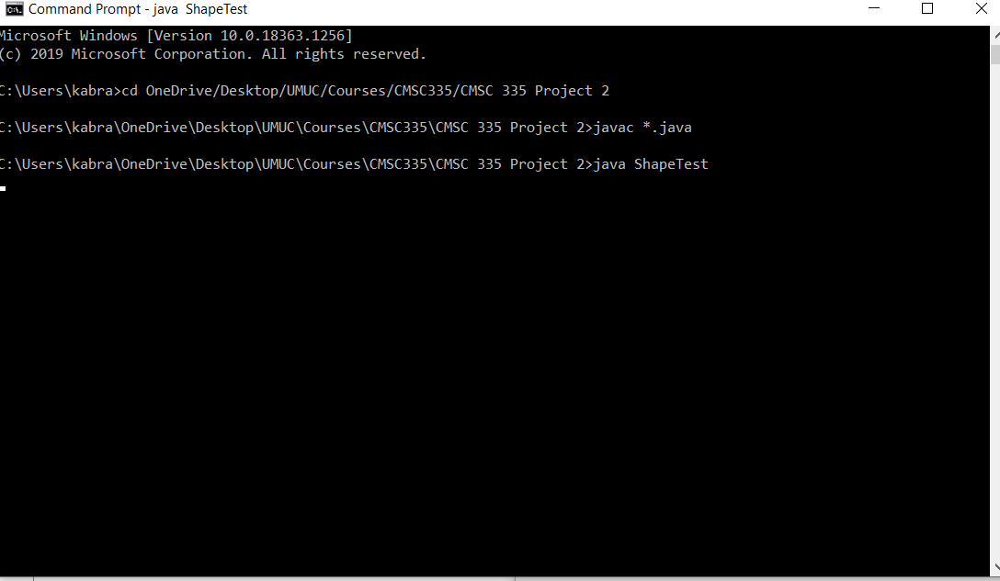 Command Prompt - java  ShapeTest
Microsoft Windows [Version 10.0.18363.1256]
(c) 2019 Microsoft Corporation. All rights reserved.
C:\Users\kabra>cd OneDrive/Desktop/UMUC/Courses/CMSC335/CMSC 335 Project 2
C:\Users\kabra\OneDrive\Desktop\UMUC\Courses\CMSC335\CMSC 335 Project 2>javac *.java
C:\Users\kabra\OneDrive\Desktop\UMUC\Courses\CMSC335\CMSC 335 Project 2>java ShapeTest